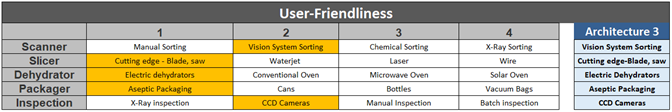 User-Friendliness
1 2 3 4 Architecture 3
Scanner Manual Sorting Vision System Sorting Chemical Sorting X-Ray Sorting Vision System Sorting
Slicer Cutting edge - Blade, saw Waterjet Laser Wire Cutting edge-Blade, saw
Dehydrator Electric dehydrators Conventional Oven Microwave Oven Solar Oven Electric Dehydrators
Packager Aseptic Packaging Cans Bottles Vacuum Bags Aseptic Packaging
Inspection X-Ray inspection CCD Cameras Manual Inspection Batch inspection CCD Cameras